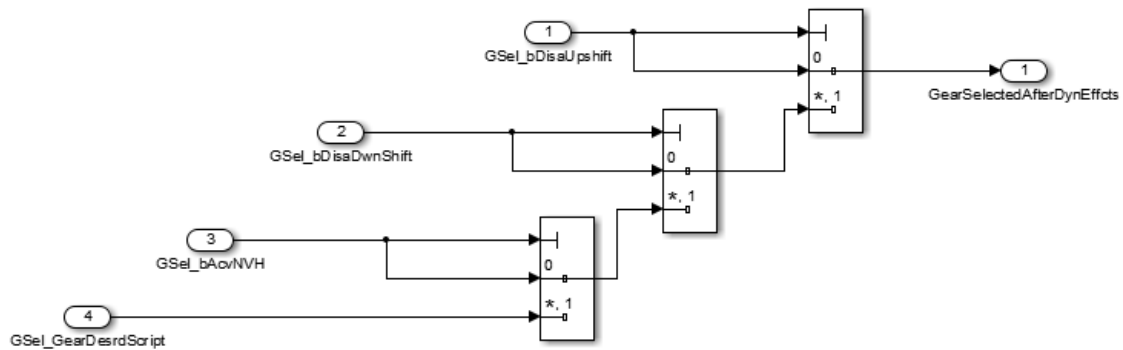 1
GSel_bDisaUpshift
0
*, 1
1
GearSelectedAfterDynEffcts
2
GSel_bDisaDwnShift
0
*, 1
3
GSel_bAcvNVH
0
*, 1
4
GSel_GearDesrdScript